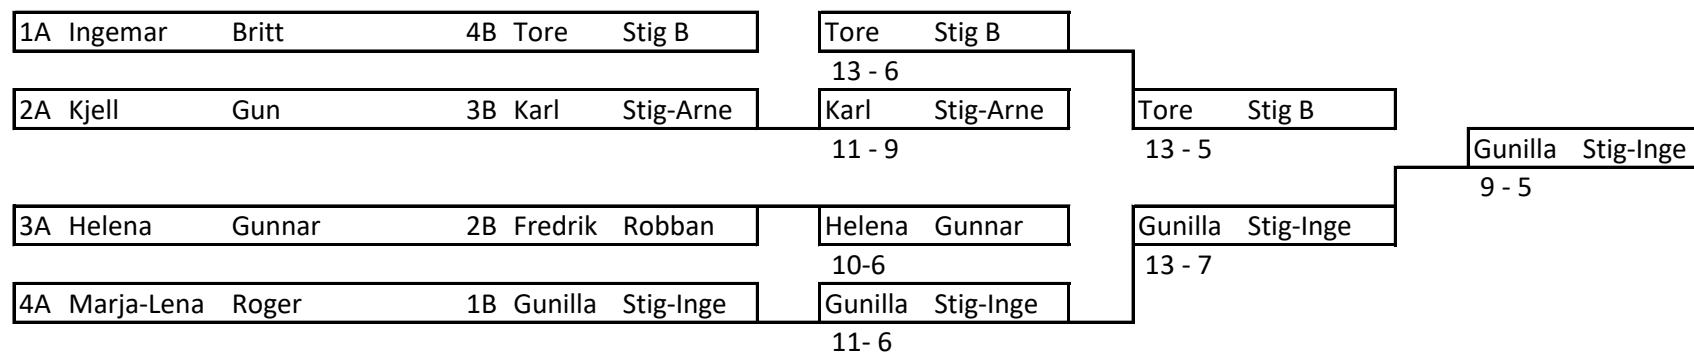 1A Ingemar Britt 4B Tore Stig B Tore Stig B
13 - 6
2A Kjell Gun 3B Karl Stig-Arne Karl Stig-Arne Tore Stig B
11 - 9 13 - 5 Gunilla Stig-Inge
9 - 5
3A Helena Gunnar 2B Fredrik Robban Helena Gunnar Gunilla Stig-Inge
10-6 13 - 7
4A Marja-Lena Roger 1B Gunilla Stig-Inge Gunilla Stig-Inge
11- 6